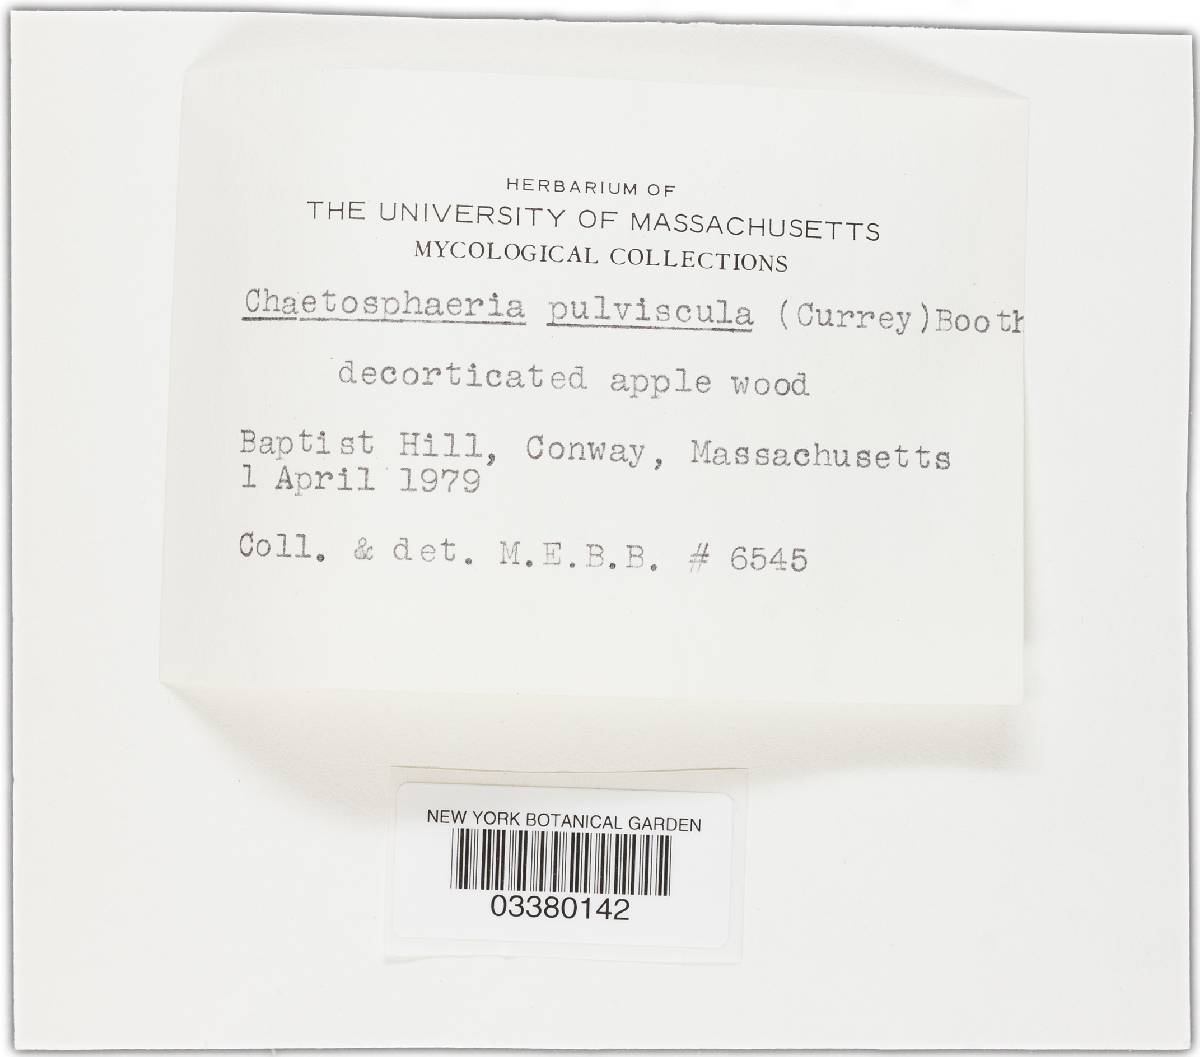 HERBARIUM OF
THE UNIVERSITY OF MASSACHUSETTS
MYCOLOGICAL COLLECTIONS
Chaetosphaeria pulviscula (Currey)Booth
decorticated apple wood
Baptist Hill, Conway, Massachusetts
1 April 1979
Coll. & det. M.E.B.B. # 6545
NEW YORK BOTANICAL GARDEN
03380142